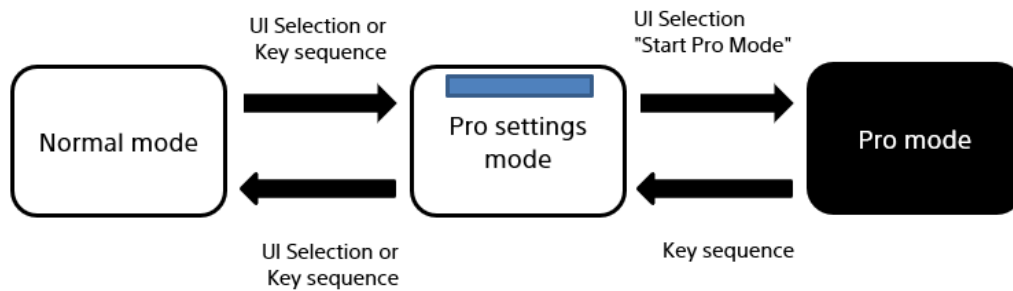 UI Selection or
Key sequence
UI Selection
"Start Pro Mode"
Normal mode
Pro settings
mode
Pro mode
UI Selection or
Key sequence
Key sequence